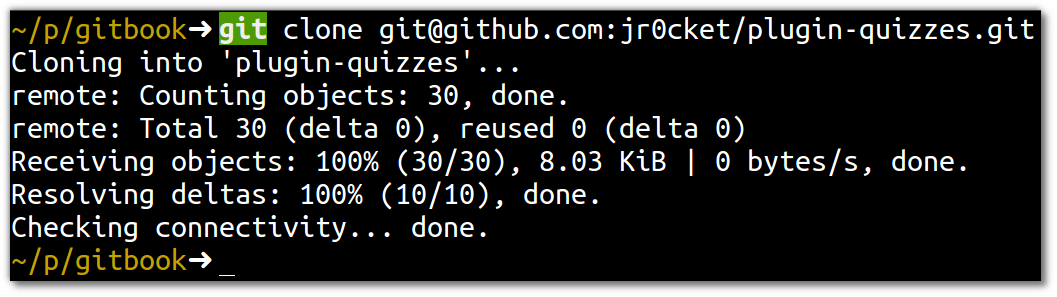 ~/p/gitbook➜ git clone git@github.com:jr0cket/plugin-quizzes.git
Cloning into 'plugin-quizzes'...
remote: Counting objects: 30, done.
remote: Total 30 (delta 0), reused 0 (delta 0)
Receiving objects: 100% (30/30), 8.03 KiB | 0 bytes/s, done.
Resolving deltas: 100% (10/10), done.
Checking connectivity... done.
~/p/gitbook➜ _